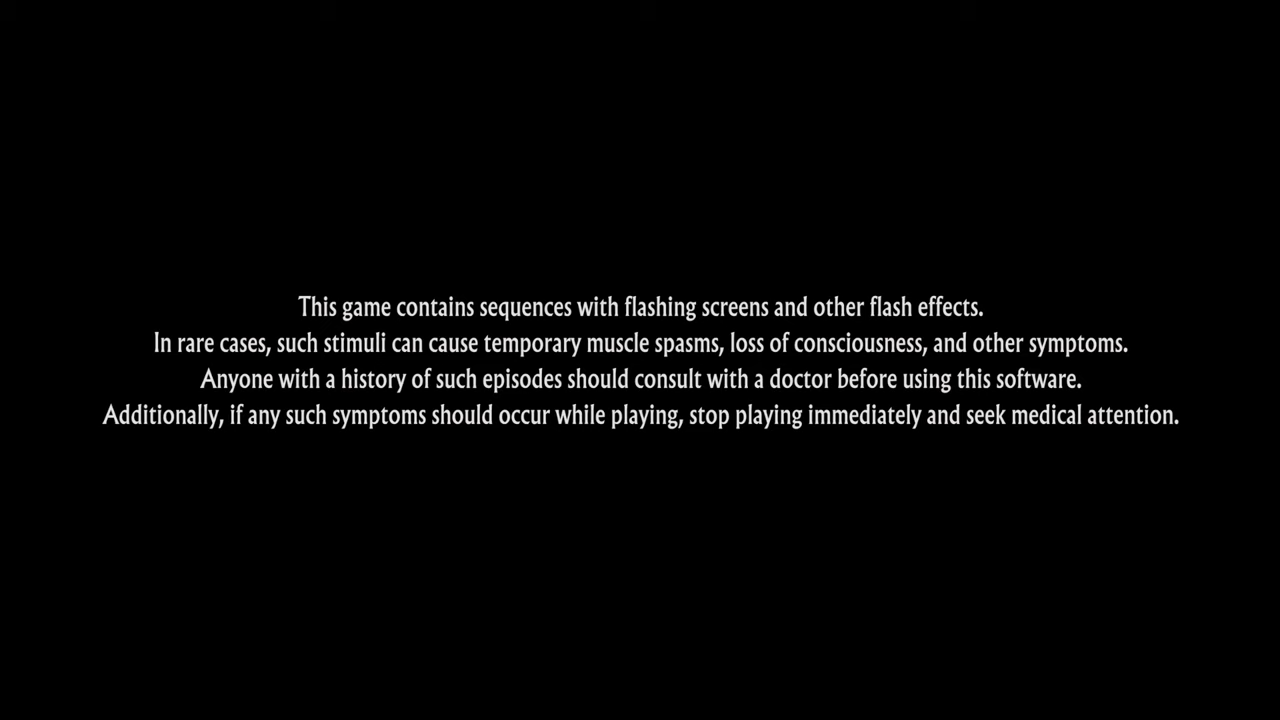 This game contains sequences with flashing screens and other flash effects.
In rare cases, such stimuli can cause temporary muscle spasms, loss of consciousness, and other symptoms.
Anyone with a history of such episodes should consult with a doctor before using this software.
Additionally, if any such symptoms should occur while playing, stop playing immediately and seek medical attention.